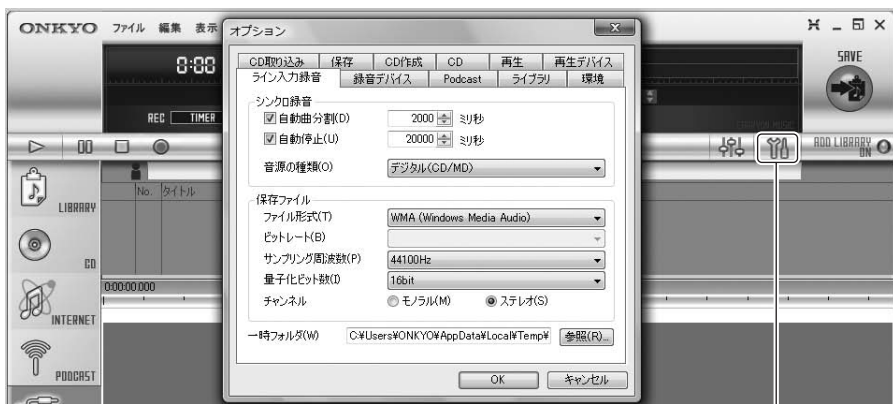 ONKYO ファイル 編集 表示
オプション
SAVE
0:00
REC TIMER
ADD LIBRARY ON
CD取り込み 保存 CD作成 CD 再生 再生デバイス
ライン入力録音 録音デバイス Podcast ライブラリ 環境
シンクロ録音
自動曲分割(D) 2000 ミリ秒
自動停止(U) 20000 ミリ秒
音源の種類(O) デジタル(CD/MD)
保存ファイル
ファイル形式(T) WMA (Windows Media Audio)
ビットレート(B)
サンプリング周波数(P) 44100Hz
量子化ビット数(I) 16bit
チャンネル モノラル(M) ステレオ(S)
一時フォルダ(W) C:¥Users¥ONKYO¥AppData¥Local¥Temp¥ 参照(R)...
OK キャンセル
No. タイトル
LIBRARY
CD
0:00:00.000
INTERNET
PODCAST